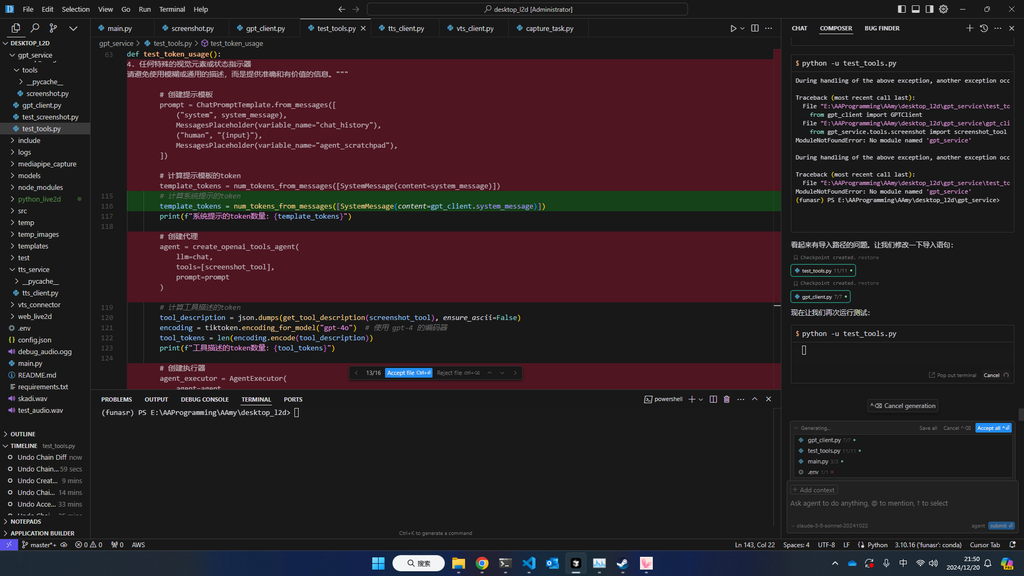 File Edit Selection View Go Run Terminal Help
desktop_l2d [Administrator]
main.py
screenshot.py
gpt_client.py
test_tools.py
tts_client.py
vts_client.py
capture_task.py
CHAT COMPOSER BUG FINDER
DESKTOP_L2D
gpt_service
tools
__pycache__
screenshot.py
gpt_client.py
test_screenshot.py
test_tools.py
include
logs
mediapipe_capture
models
node_modules
python_live2d
src
temp
temp_images
templates
test
tts_service
__pycache__
tts_client.py
vts_connector
web_live2d
.env
config.json
debug_audio.ogg
main.py
README.md
requirements.txt
skadi.wav
test_audio.wav
OUTLINE
TIMELINE test_tools.py
Undo Chain Diff now
Undo Chain... 59 secs
Undo Creat... 9 mins
Undo Chai... 14 mins
Undo Acce... 33 mins
NOTEPADS
APPLICATION BUILDER
gpt_service > test_tools.py > test_token_usage
63 def test_token_usage():
4. 任何特殊的视觉元素或状态指示器
请避免使用模糊或通用的描述，而是提供准确和有价值的信息。"""
# 创建提示模板
prompt = ChatPromptTemplate.from_messages([
("system", system_message),
MessagesPlaceholder(variable_name="chat_history"),
("human", "{input}"),
MessagesPlaceholder(variable_name="agent_scratchpad"),
])
# 计算提示模板的token
template_tokens = num_tokens_from_messages([SystemMessage(content=system_message)])
115 # 计算系统提示的token
116 template_tokens = num_tokens_from_messages([SystemMessage(content=gpt_client.system_message)])
117 print(f"系统提示的token数量: {template_tokens}")
118
# 创建代理
agent = create_openai_tools_agent(
llm=chat,
tools=[screenshot_tool],
prompt=prompt
)
119 # 计算工具描述的token
120 tool_description = json.dumps(get_tool_description(screenshot_tool), ensure_ascii=False)
121 encoding = tiktoken.encoding_for_model("gpt-4o") # 使用 gpt-4 的编码器
122 tool_tokens = len(encoding.encode(tool_description))
123 print(f"工具描述的token数量: {tool_tokens}")
124
# 创建执行器
agent_executor = AgentExecutor(
agent=agent
13/16 Accept file Ctrl+⏎ Reject file
PROBLEMS OUTPUT DEBUG CONSOLE TERMINAL PORTS
powershell
(funasr) PS E:\AAProgramming\AAmy\desktop_l2d>
Ctrl+K to generate a command
$ python -u test_tools.py
During handling of the above exception, another exception occ
Traceback (most recent call last):
File "E:\AAProgramming\AAmy\desktop_l2d\gpt_service\test_tc
from gpt_client import GPTClient
File "E:\AAProgramming\AAmy\desktop_l2d\gpt_service\gpt_cli
from gpt_service.tools.screenshot import screenshot_tool
ModuleNotFoundError: No module named 'gpt_service'
During handling of the above exception, another exception occ
Traceback (most recent call last):
File "E:\AAProgramming\AAmy\desktop_l2d\gpt_service\test_tc
ModuleNotFoundError: No module named 'gpt_service'
(funasr) PS E:\AAProgramming\AAmy\desktop_l2d\gpt_service>
看起来有导入路径的问题。让我们修改一下导入语句:
Checkpoint created. restore
test_tools.py 11/11
Checkpoint created. restore
gpt_client.py 7/7
现在让我们再次运行测试:
$ python -u test_tools.py
Pop out terminal Cancel
Cancel generation
Generating... Save all Cancel Accept all
gpt_client.py 7/7
test_tools.py 11/11
main.py
.env 1/1
+ Add context
Ask agent to do anything, @ to mention, ↑ to select
claude-3-5-sonnet-20241022
agent submit
master*+ 0 0 0 AWS
Ln 143, Col 22 Spaces: 4 UTF-8 LF Python 3.10.16 ('funasr': conda) Cursor Tab
搜索
中
21:50
2024/12/20